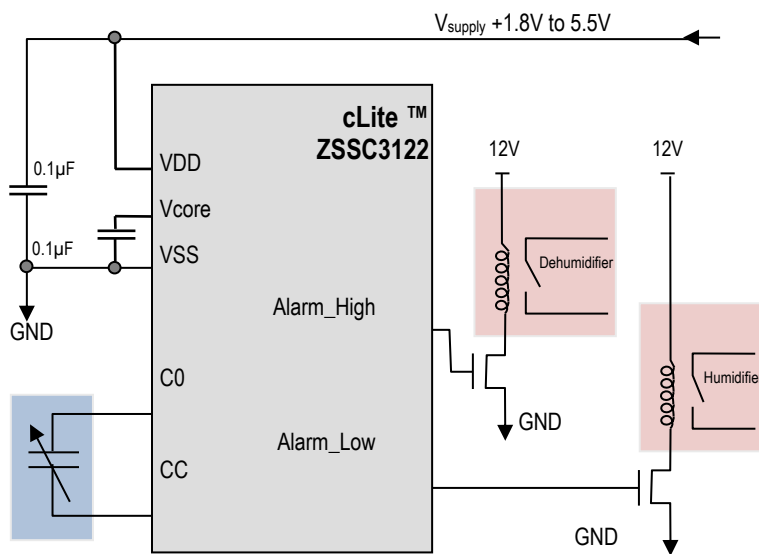 Vsupply +1.8V to 5.5V
cLite ™
ZSSC3122
12V
12V
0.1µF
VDD
Vcore
0.1µF
VSS
Dehumidifier
GND
Alarm_High
C0
Humidifier
GND
Alarm_Low
CC
GND